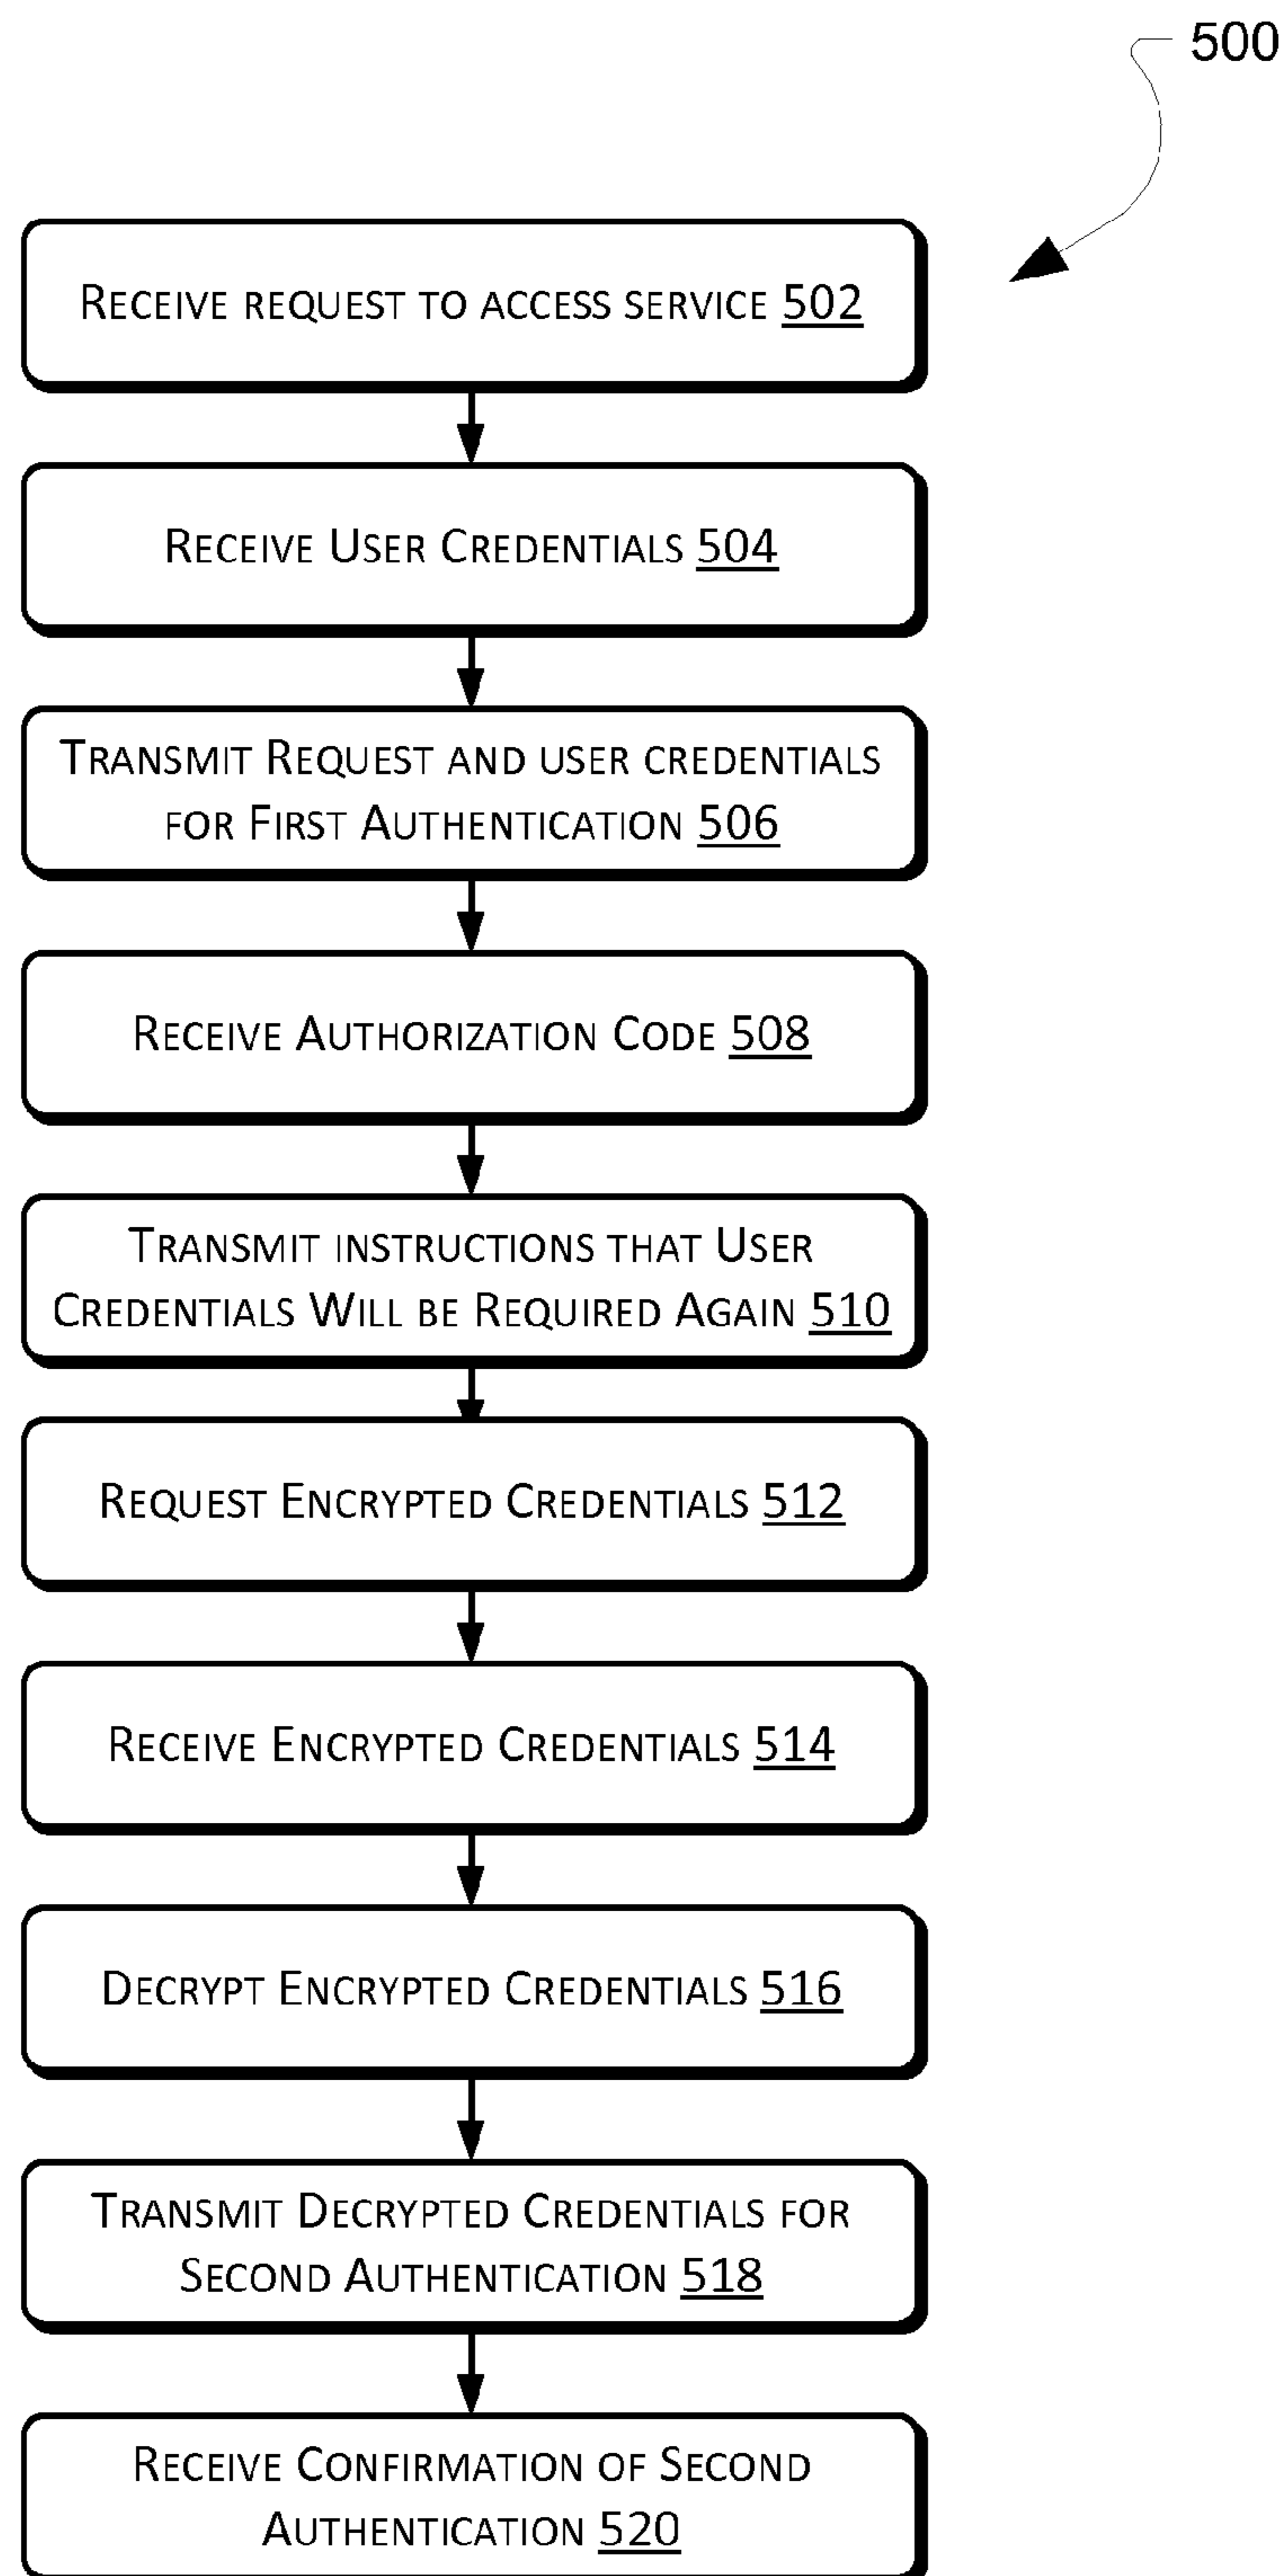 500
Receive request to access service 502
Receive User Credentials 504
Transmit Request and user credentials
for First Authentication 506
Receive Authorization Code 508
Transmit instructions that User
Credentials Will be Required Again 510
Request Encrypted Credentials 512
Receive Encrypted Credentials 514
Decrypt Encrypted Credentials 516
Transmit Decrypted Credentials for
Second Authentication 518
Receive Confirmation of Second
Authentication 520